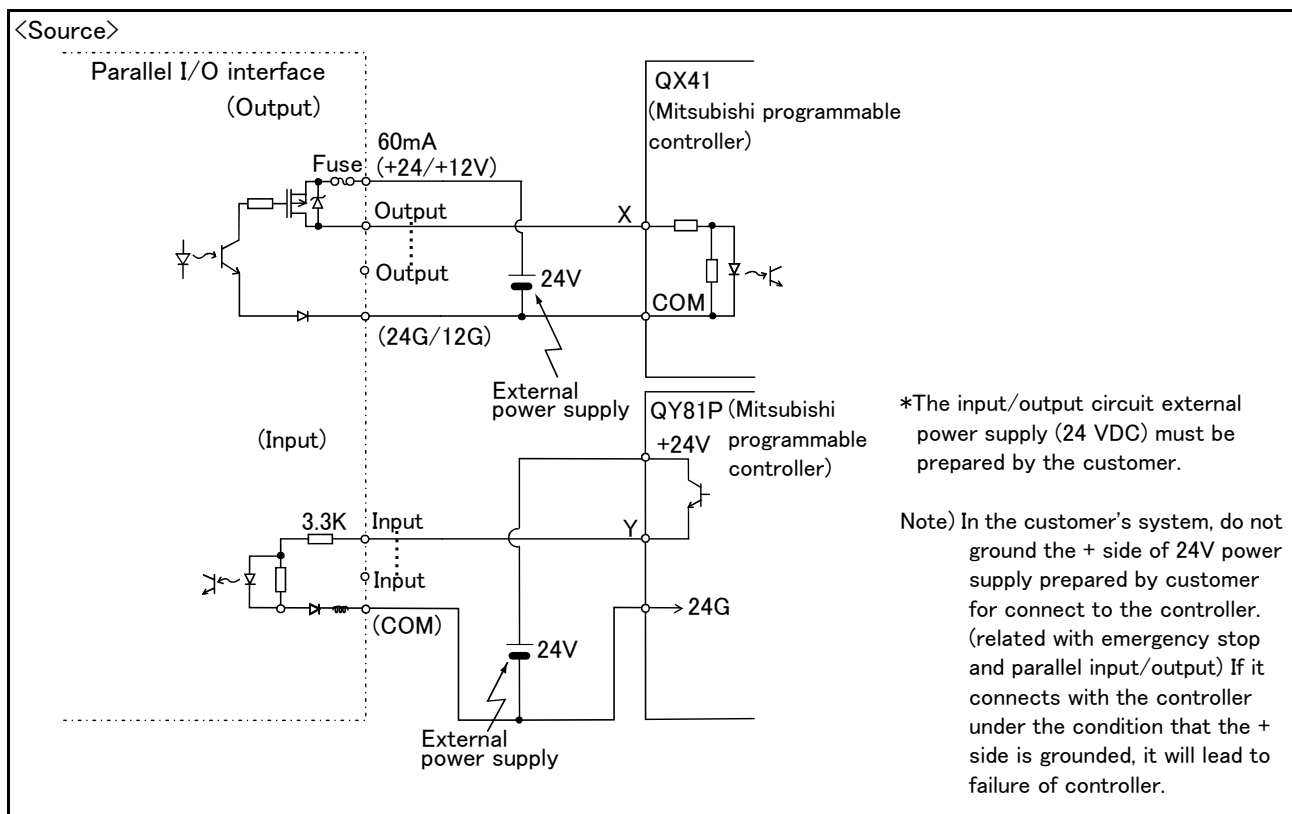 <Source>
Parallel I/O interface
(Output)
60mA
Fuse (+24/+12V)
Output
Output
(24G/12G)
24V
External
power supply
QX41
(Mitsubishi programmable
controller)
X
COM
(Input)
3.3K
Input
Input
(COM)
24V
External
power supply
QY81P (Mitsubishi
programmable
controller)
+24V
Y
24G
*The input/output circuit external
power supply (24 VDC) must be
prepared by the customer.
Note) In the customer's system, do not
ground the + side of 24V power
supply prepared by customer
for connect to the controller.
(related with emergency stop
and parallel input/output) If it
connects with the controller
under the condition that the +
side is grounded, it will lead to
failure of controller.